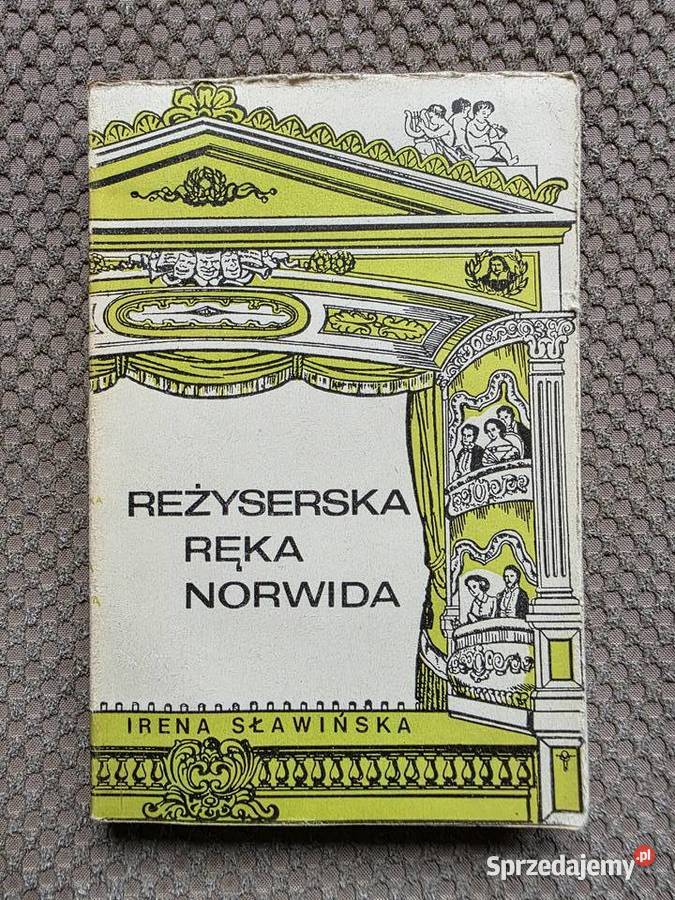 REŻYSERSKA
RĘKA
NORWIDA
IRENA SŁAWIŃSKA
Sprzedajemy.pl